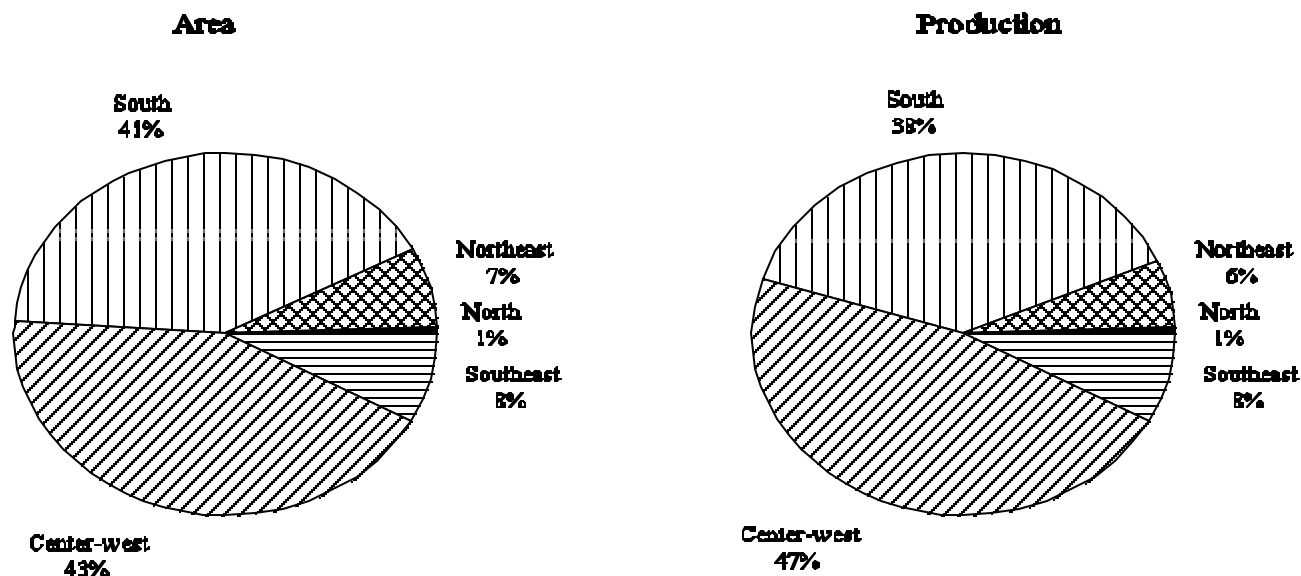 Area
South
41%
Northeast
7%
North
1%
Southeast
8%
Center-west
43%
Production
South
38%
Northeast
6%
North
1%
Southeast
8%
Center-west
47%